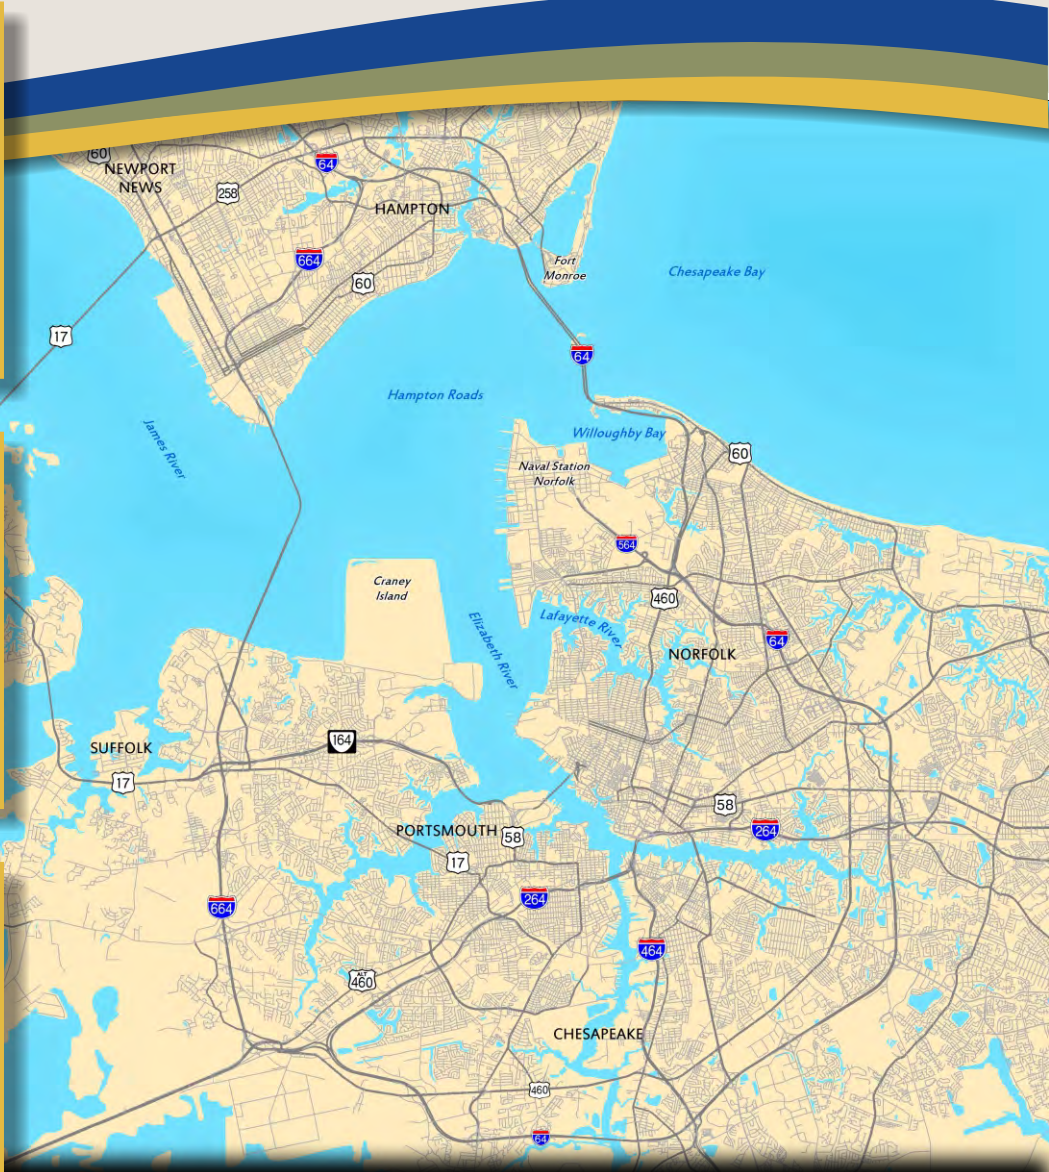 60
NEWPORT
NEWS
64
258
HAMPTON
664
60
Fort
Monroe
Chesapeake Bay
17
64
Hampton Roads
James River
Willoughby Bay
60
Naval Station
Norfolk
564
Craney
Island
460
Elizabeth River
Lafayette River
64
NORFOLK
164
SUFFOLK
17
58
PORTSMOUTH
58
264
17
264
664
464
ALT
460
CHESAPEAKE
460
64